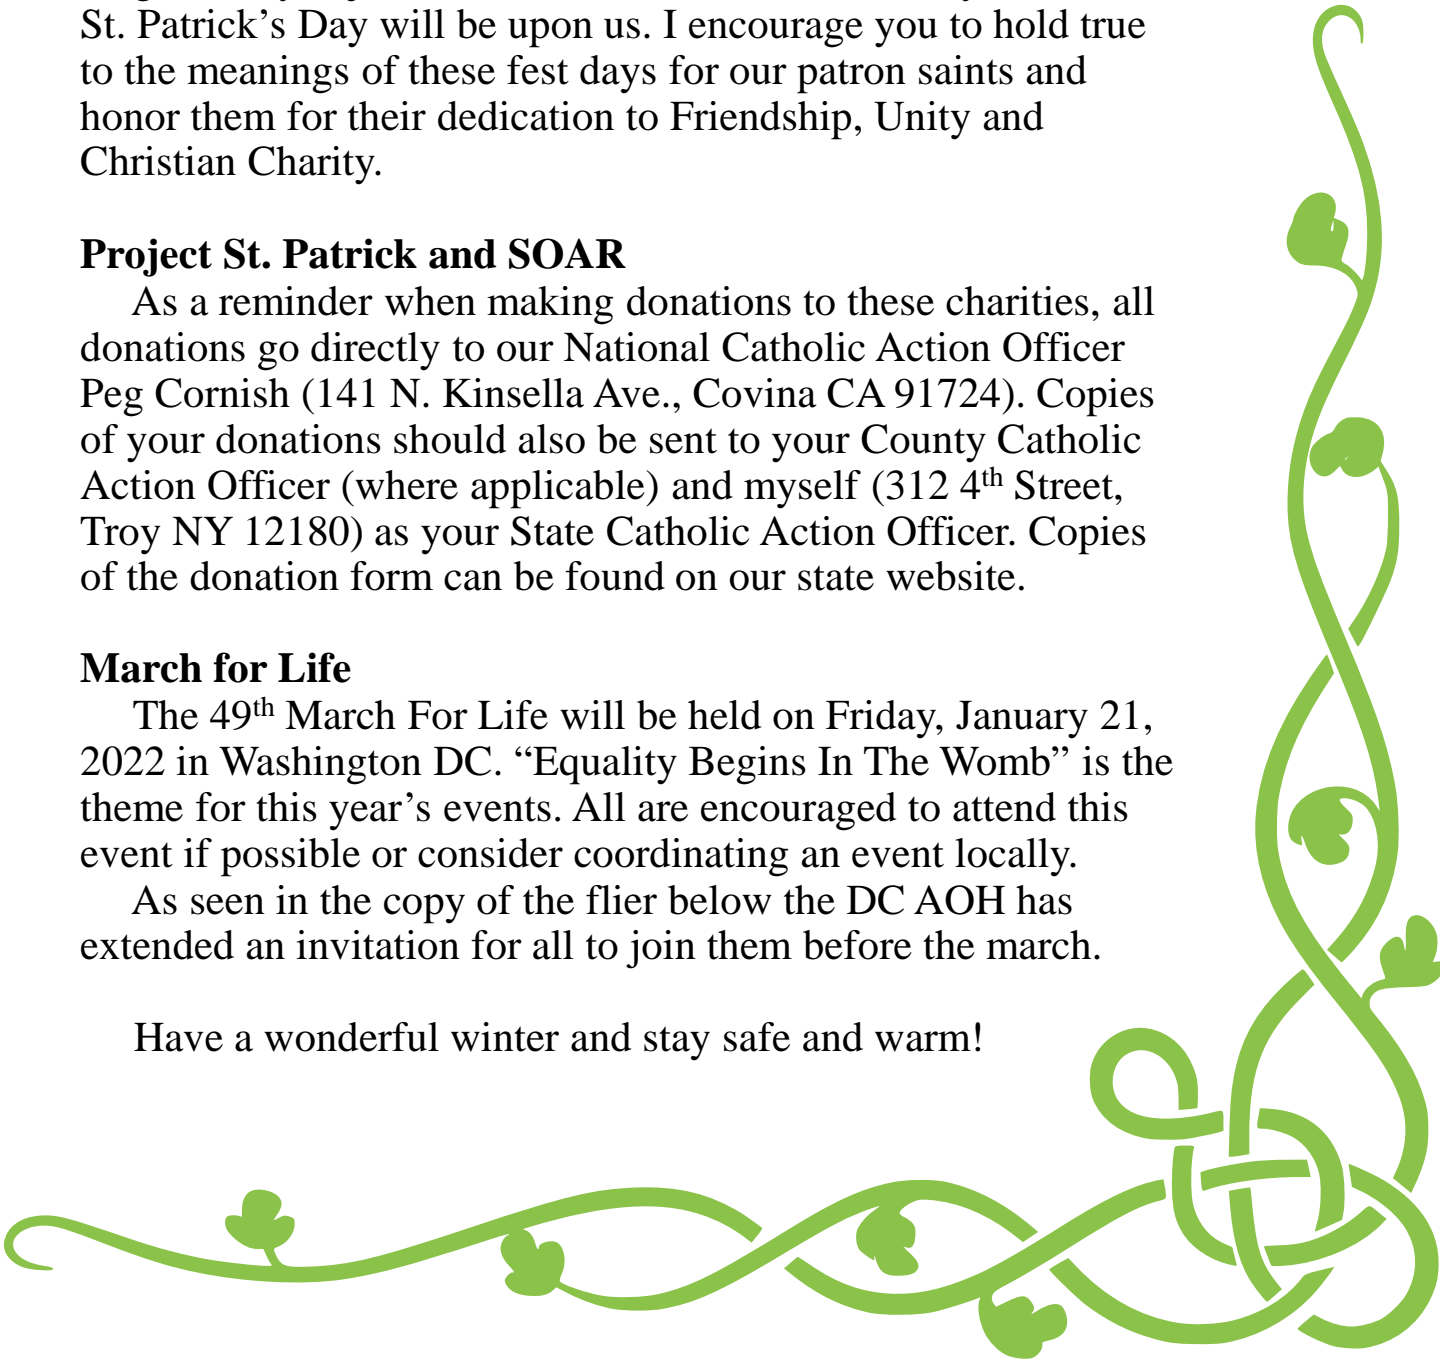 St. Patrick’s Day will be upon us. I encourage you to hold true
to the meanings of these fest days for our patron saints and
honor them for their dedication to Friendship, Unity and
Christian Charity.
Project St. Patrick and SOAR
As a reminder when making donations to these charities, all
donations go directly to our National Catholic Action Officer
Peg Cornish (141 N. Kinsella Ave., Covina CA 91724). Copies
of your donations should also be sent to your County Catholic
Action Officer (where applicable) and myself (312 4th Street,
Troy NY 12180) as your State Catholic Action Officer. Copies
of the donation form can be found on our state website.
March for Life
The 49th March For Life will be held on Friday, January 21,
2022 in Washington DC. “Equality Begins In The Womb” is the
theme for this year’s events. All are encouraged to attend this
event if possible or consider coordinating an event locally.
As seen in the copy of the flier below the DC AOH has
extended an invitation for all to join them before the march.
Have a wonderful winter and stay safe and warm!